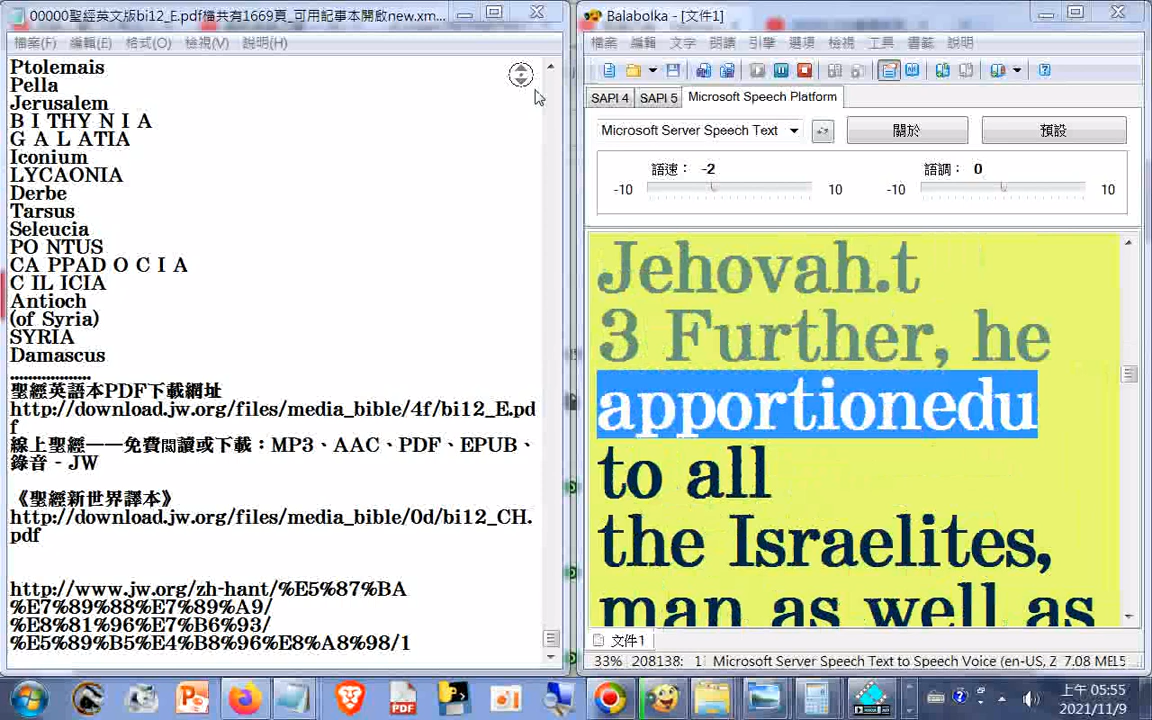 00000聖經英文版bi12_E.pdf檔共有1669頁_可用記事本開啟new.xm...
檔案(F) 編輯(E) 格式(O) 檢視(V) 說明(H)
Ptolemais
Pella
Jerusalem
B I THY N I A
G A L ATIA
Iconium
LYCAONIA
Derbe
Tarsus
Seleucia
PO NTUS
CA PPAD O C I A
C IL ICIA
Antioch
(of Syria)
SYRIA
Damascus
..................
聖經英語本PDF下載網址
http://download.jw.org/files/media_bible/4f/bi12_E.pd
f
線上聖經——免費閱讀或下載：MP3、AAC、PDF、EPUB、
錄音 - JW
《聖經新世界譯本》
http://download.jw.org/files/media_bible/0d/bi12_CH.
pdf
http://www.jw.org/zh-hant/%E5%87%BA
%E7%89%88%E7%89%A9/
%E8%81%96%E7%B6%93/
%E5%89%B5%E4%B8%96%E8%A8%98/1
Balabolka - [文件1]
檔案 編輯 文字 朗讀 引擎 選項 檢視 工具 書籤 說明
SAPI 4 SAPI 5 Microsoft Speech Platform
Microsoft Server Speech Text 關於 預設
語速： -2 語調： 0
-10 10 -10 10
Jehovah.t
3 Further, he
apportionedu
to all
the Israelites,
man as well as
文件1
33% 208138: 1 Microsoft Server Speech Text to Speech Voice (en-US, Z 7.08 ME15
PDF
上午 05:55
2021/11/9